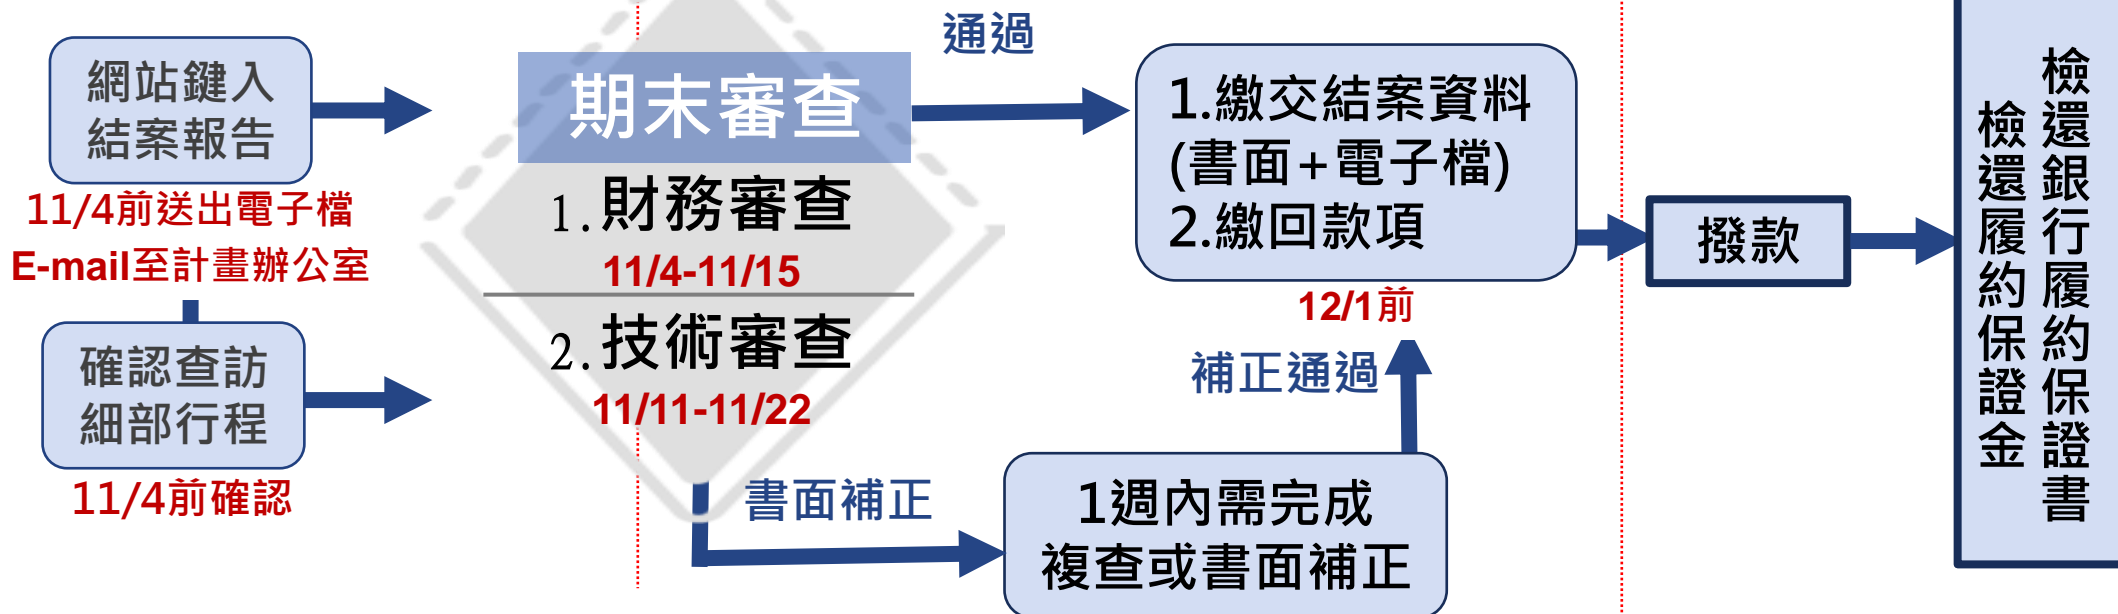 網站鍵入
結案報告
11/4前送出電子檔
E-mail至計畫辦公室
確認查訪
細部行程
11/4前確認
期末審查
1.財務審查
11/4-11/15
2.技術審查
11/11-11/22
通過
書面補正
1週內需完成
複查或書面補正
補正通過
1.繳交結案資料
(書面+電子檔)
2.繳回款項
12/1前
撥款
檢還銀行履約保證書
檢還履約保證金